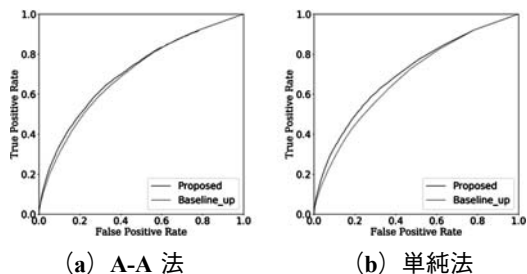 1.0
0.8
0.6
0.4
0.2
0.0
True Positive Rate
Proposed
Baseline_up
0.0 0.2 0.4 0.6 0.8 1.0
False Positive Rate
(a) A-A 法
1.0
0.8
0.6
0.4
0.2
0.0
True Positive Rate
Proposed
Baseline_up
0.0 0.2 0.4 0.6 0.8 1.0
False Positive Rate
(b) 単純法